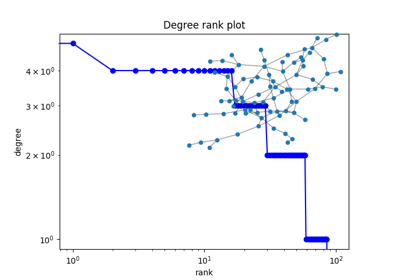 Degree rank plot
degree
4 × 10⁰
3 × 10⁰
2 × 10⁰
10⁰
10⁰ 10¹ 10²
rank